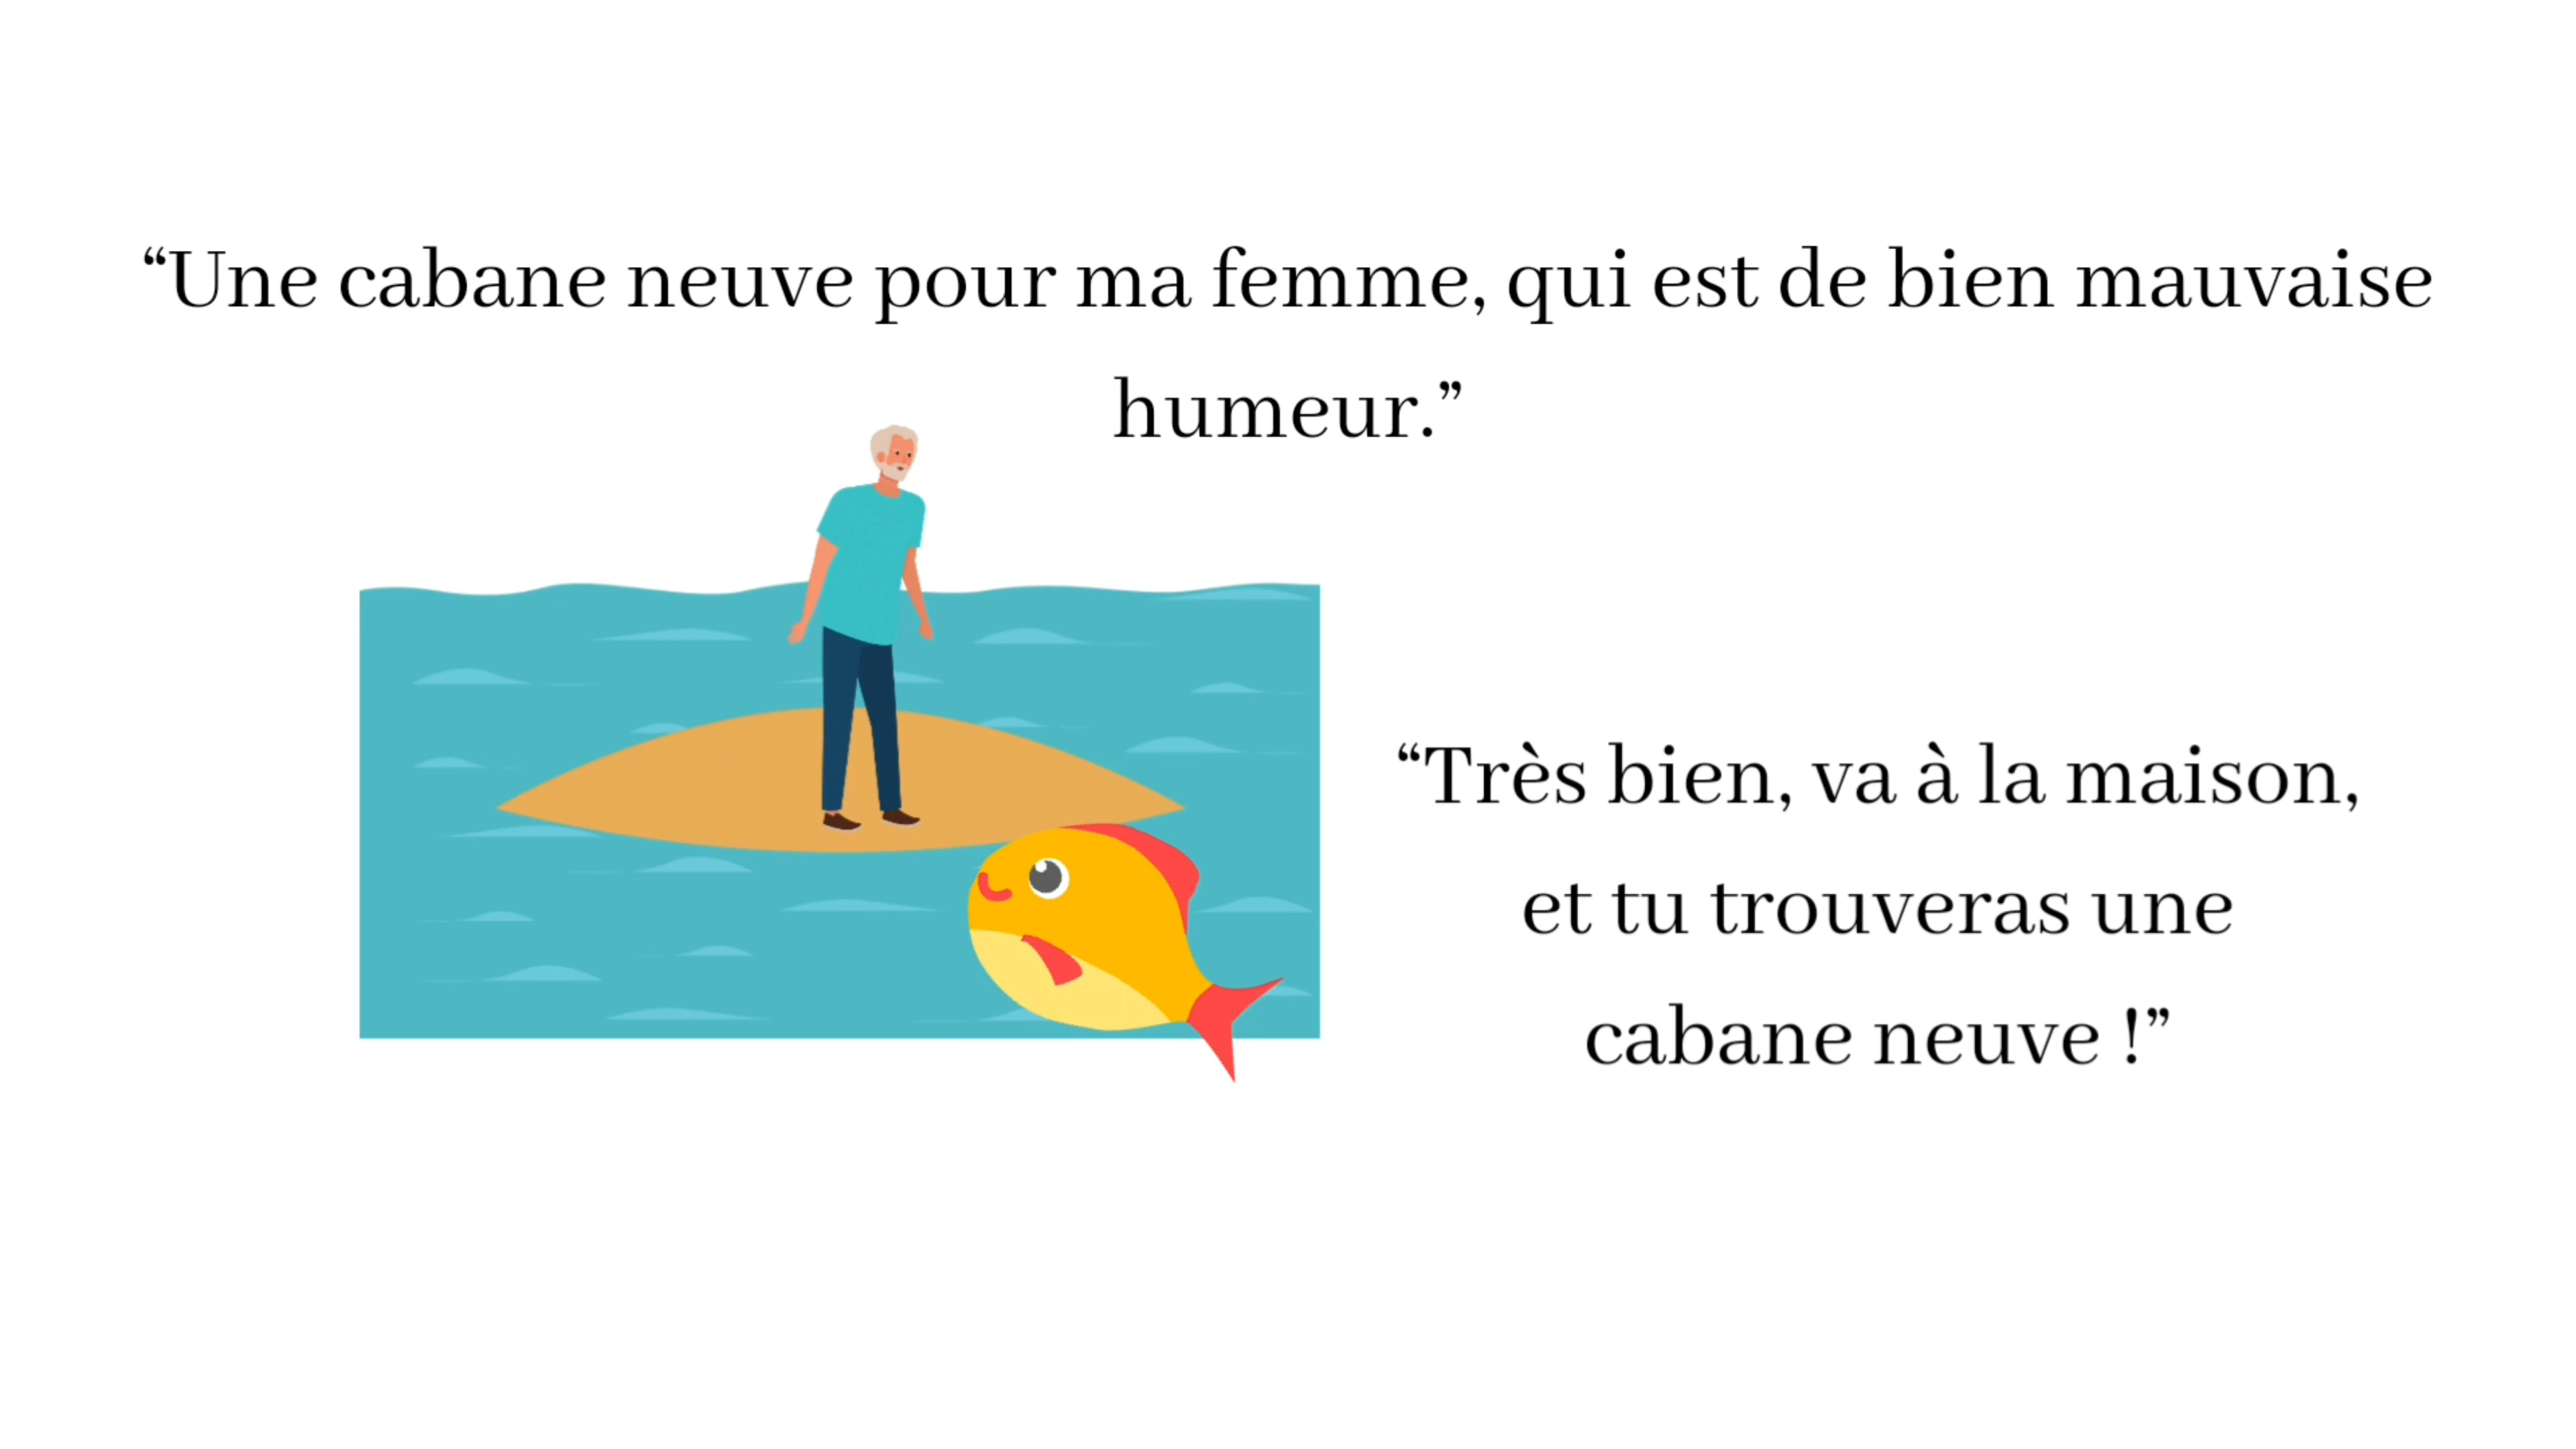 “Une cabane neuve pour ma femme, qui est de bien mauvaise
humeur.”
“Très bien, va à la maison,
et tu trouveras une
cabane neuve !”